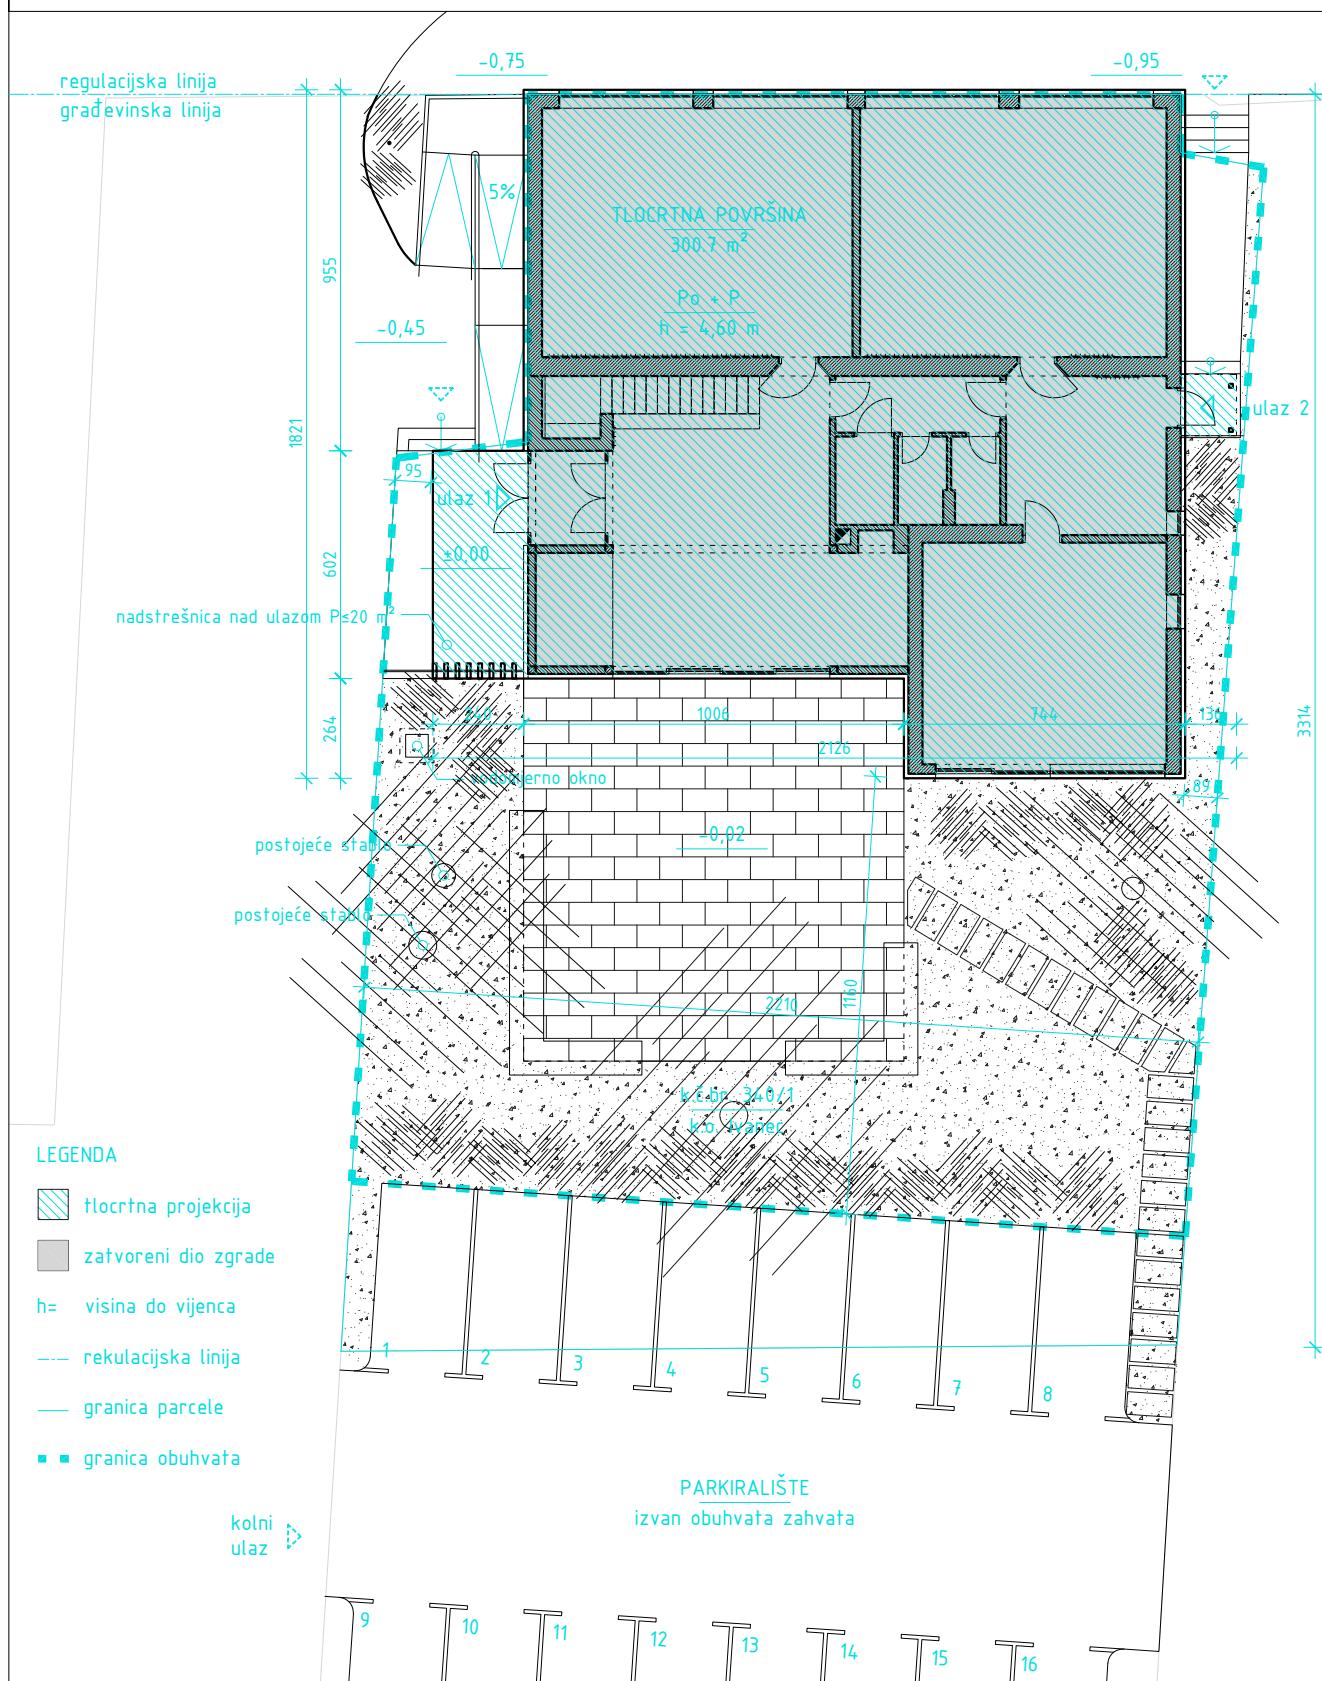 regulacijska linija
građevinska linija
-0,75
-0,95
5%
TLOCRTNA POVRŠINA
300.7 m²
Po + P
h = 4,60 m
-0,45
955
1821
ulaz 2
95
ulaz 1
±0,00
602
nadstrešnica nad ulazom P≤20 m²
264
240
1006
744
2126
3314
89
vodomjerno okno
-0,02
postojeće stablo
postojeće stablo
2210
1160
k.č.br. 340/1
k.o. Ivanec
LEGENDA
tlocrtna projekcija
zatvoreni dio zgrade
h= visina do vijenca
rekulacijska linija
granica parcele
granica obuhvata
1
2
3
4
5
6
7
8
PARKIRALIŠTE
izvan obuhvata zahvata
kolni
ulaz
9
10
11
12
13
14
15
16